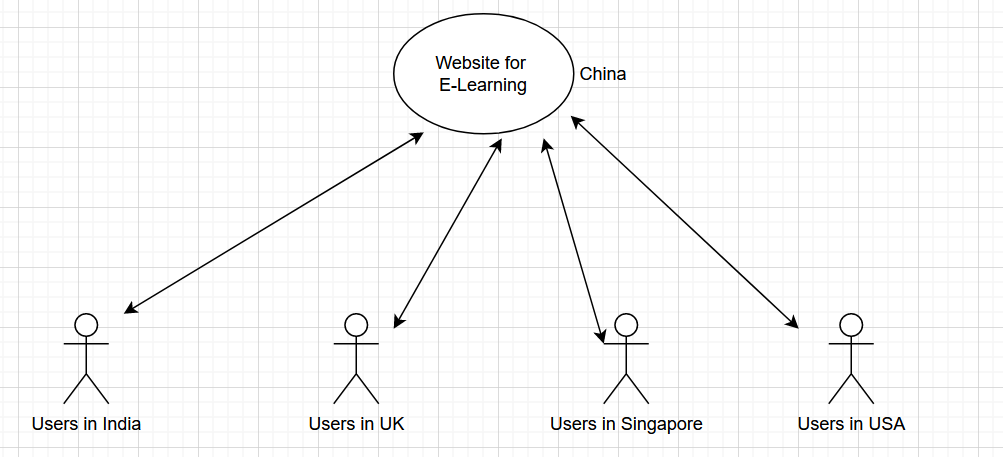 Website for
E-Learning
China
Users in India
Users in UK
Users in Singapore
Users in USA